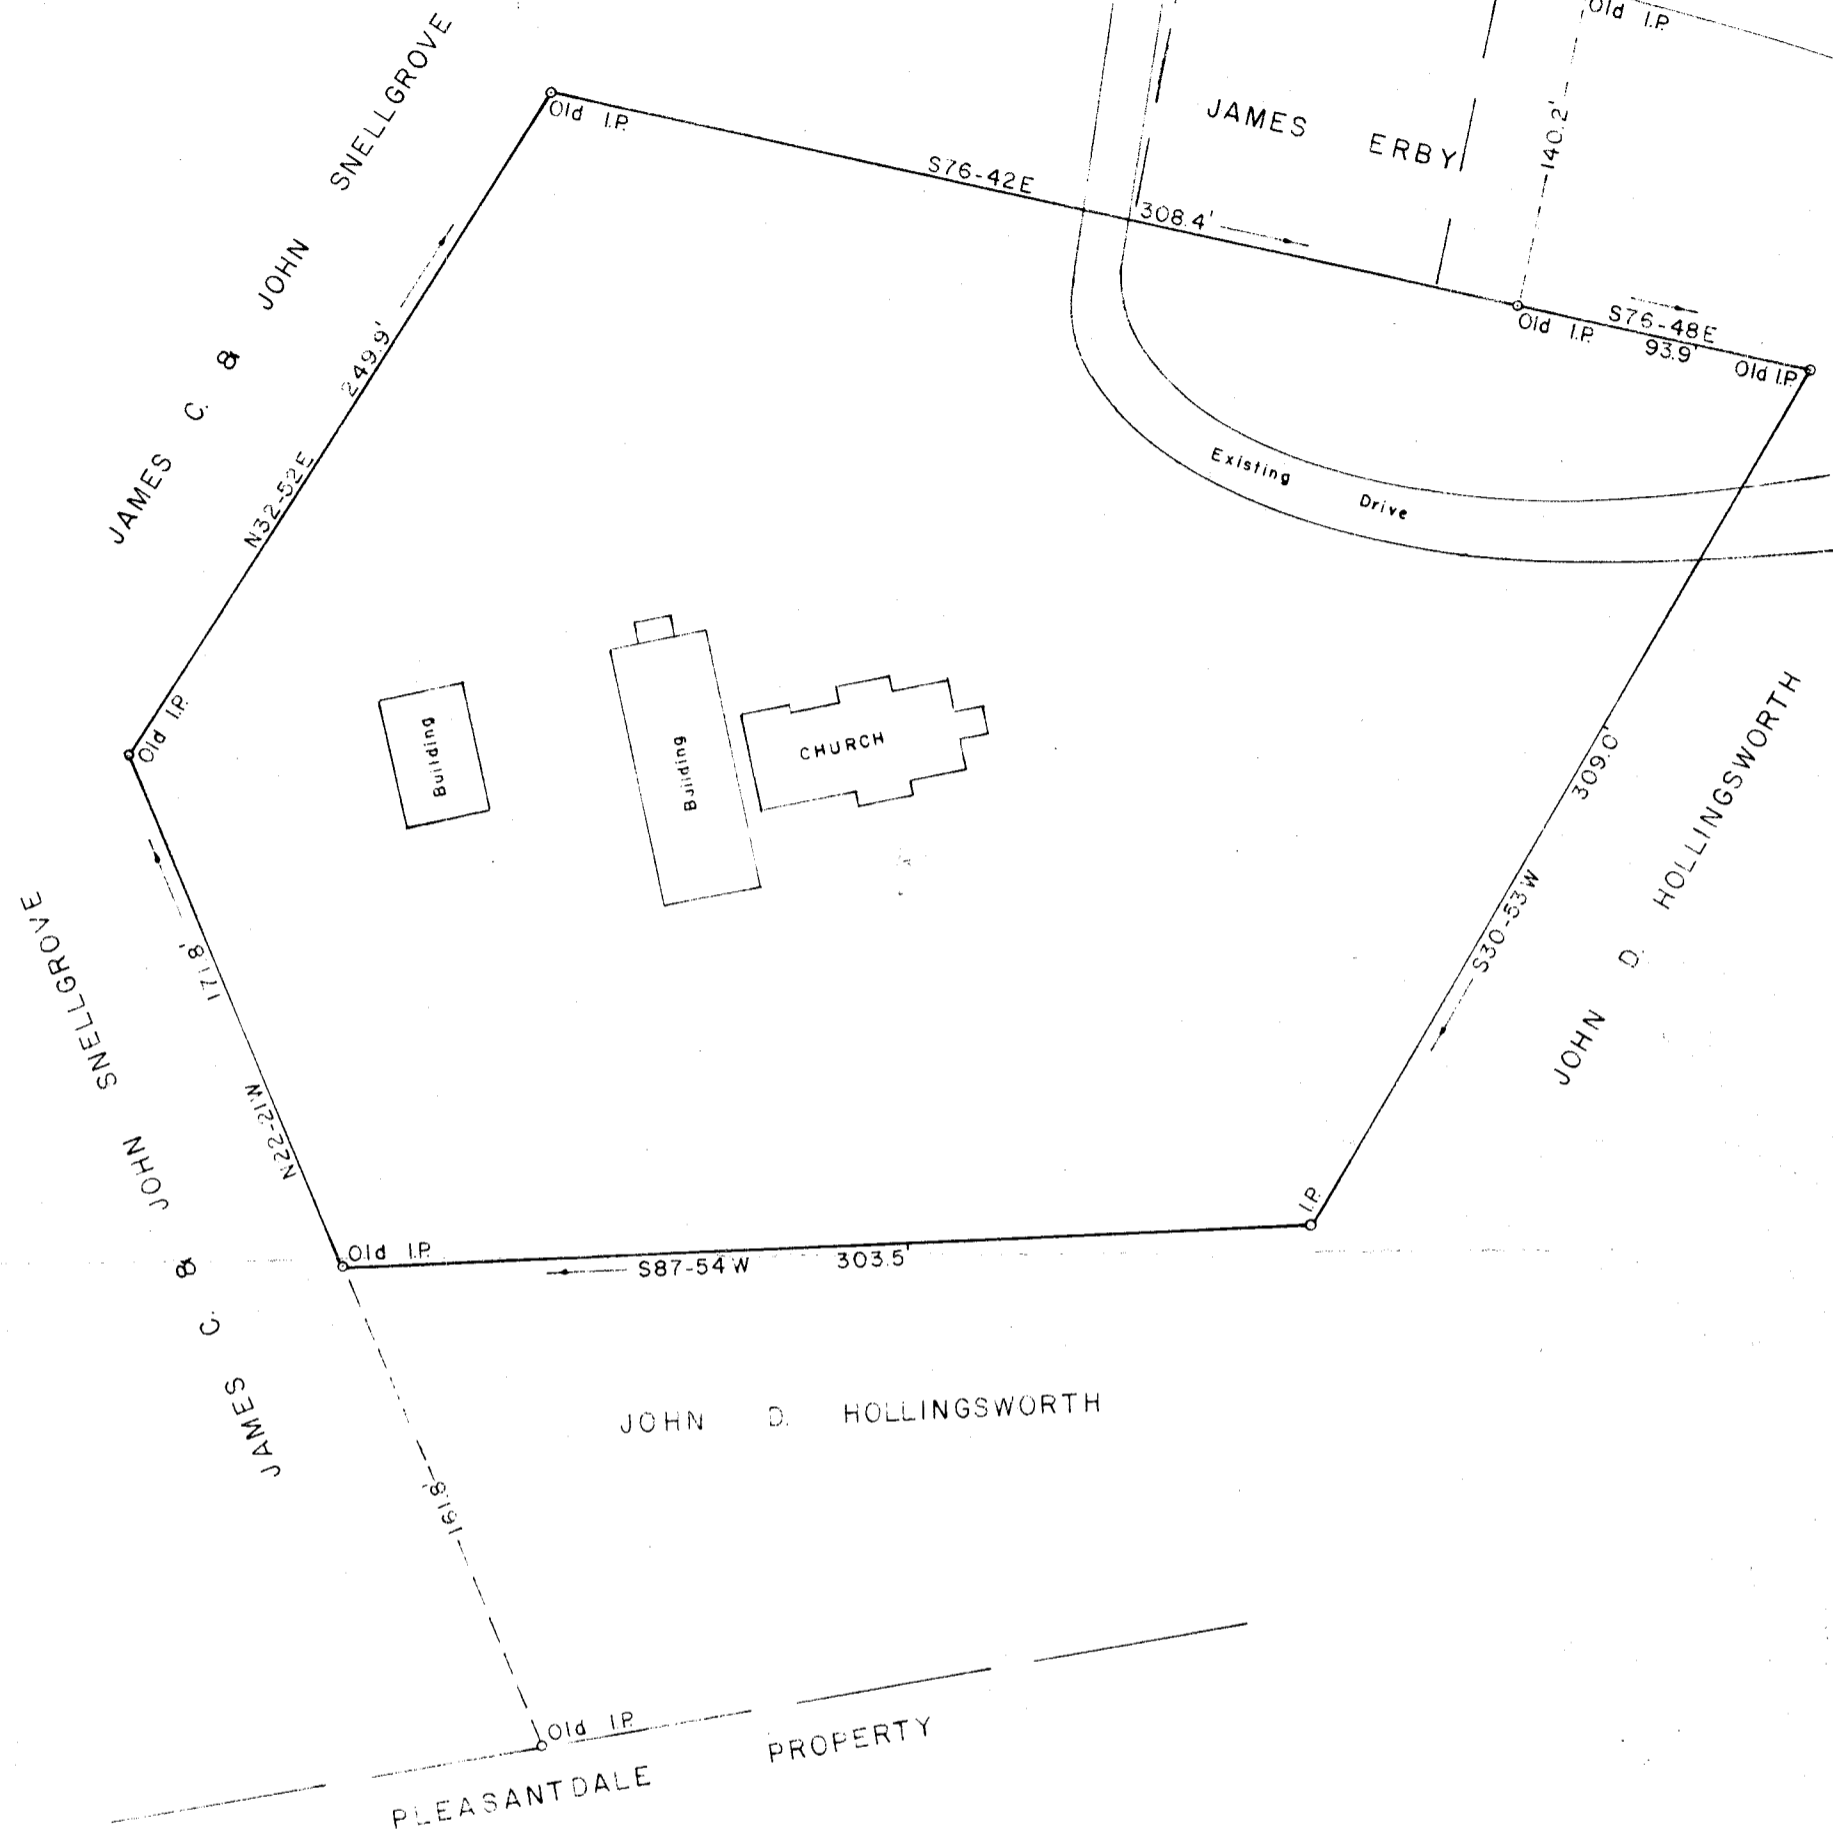 Old I.P.
JAMES ERBY
140.2'
Old I.P.
S76-42E
308.4'
Old I.P.
S76-48E
93.9'
Old I.P.
JAMES C. & JOHN SNELLGROVE
249.9'
N32-52E
Old I.P.
Existing Drive
Building
Building
CHURCH
309.0'
S30-53W
JOHN D. HOLLINGSWORTH
I.P.
171.8'
N22-21W
JAMES C. & JOHN SNELLGROVE
Old I.P.
S87-54W 303.5'
JOHN D. HOLLINGSWORTH
161.8'
Old I.P.
PLEASANTDALE PROPERTY